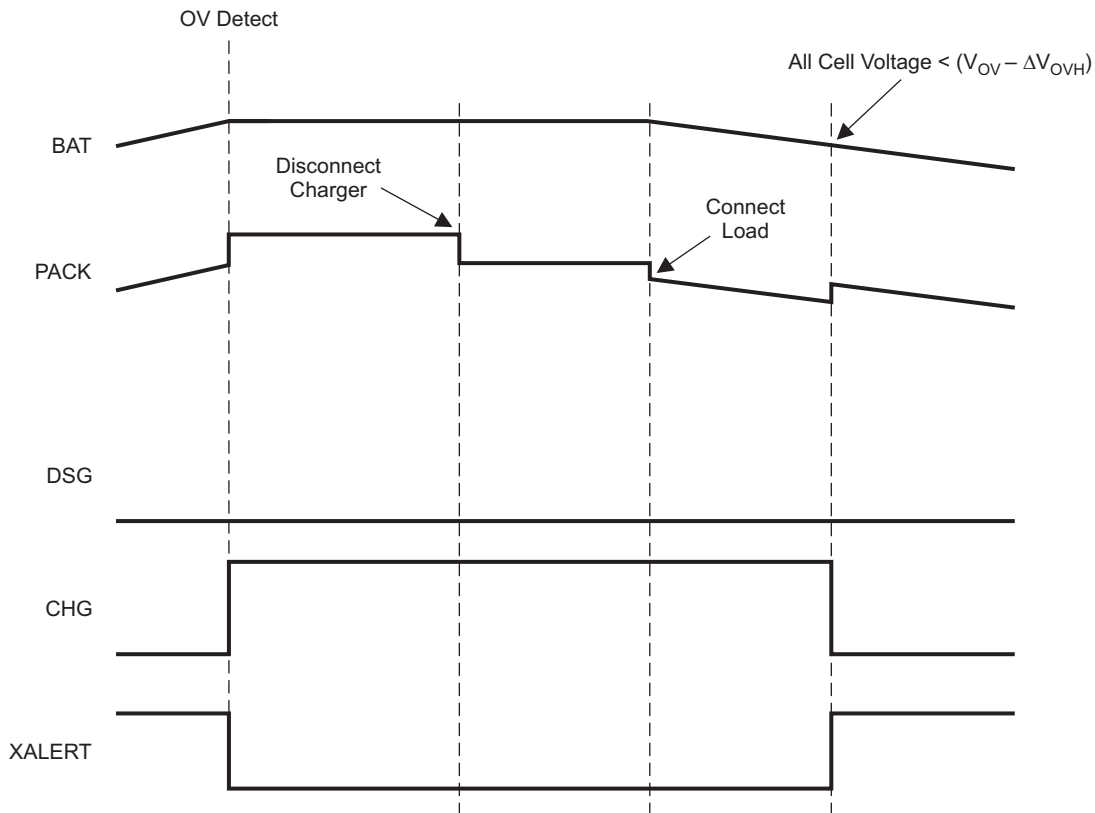 OV Detect
All Cell Voltage < (V_OV – ΔV_OVH)
BAT
Disconnect
Charger
Connect
Load
PACK
DSG
CHG
XALERT